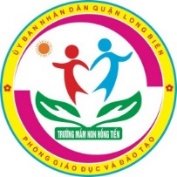 ỦY BAN NHÂN DÂN QUẬN LONG BIÊN
TRƯỜNG MẦM NON HỒNG TIẾN
PHÒNG GIÁO DỤC VÀ ĐÀO TẠO